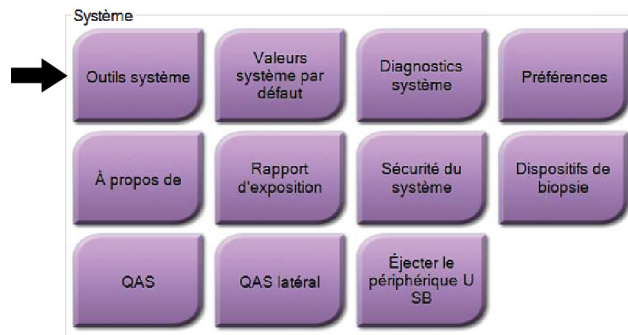 Système
Outils système
Valeurs
système par
défaut
Diagnostics
système
Préférences
À propos de
Rapport
d'exposition
Sécurité du
système
Dispositifs de
biopsie
QAS
QAS latéral
Éjecter le
périphérique U
SB